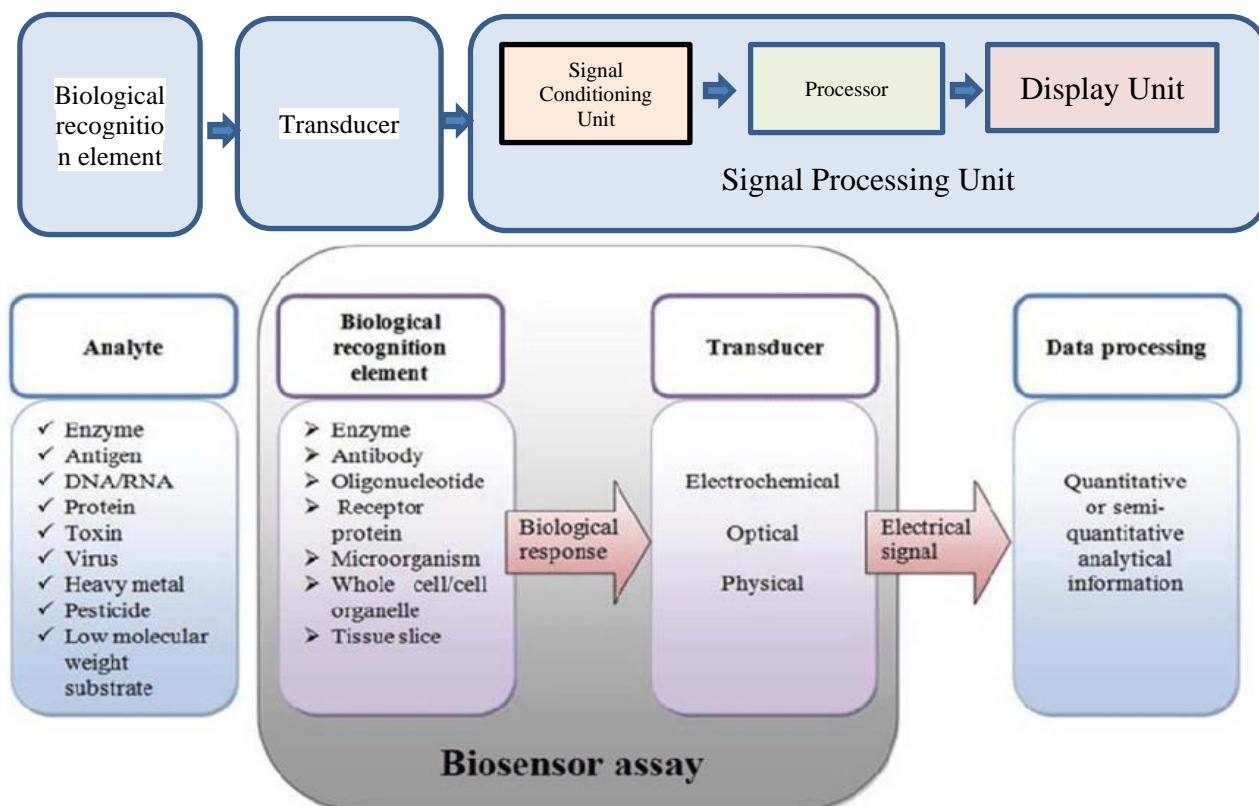 Biological
recognitio
n element
Transducer
Signal
Conditioning
Unit
Processor
Display Unit
Signal Processing Unit
Analyte
✓ Enzyme
✓ Antigen
✓ DNA/RNA
✓ Protein
✓ Toxin
✓ Virus
✓ Heavy metal
✓ Pesticide
✓ Low molecular
weight
substrate
Biological
recognition
element
➤ Enzyme
➤ Antibody
➤ Oligonucleotide
➤ Receptor
protein
➤ Microorganism
➤ Whole cell/cell
organelle
➤ Tissue slice
Biological
response
Transducer
Electrochemical
Optical
Physical
Electrical
signal
Data processing
Quantitative
or semi-
quantitative
analytical
information
Biosensor assay